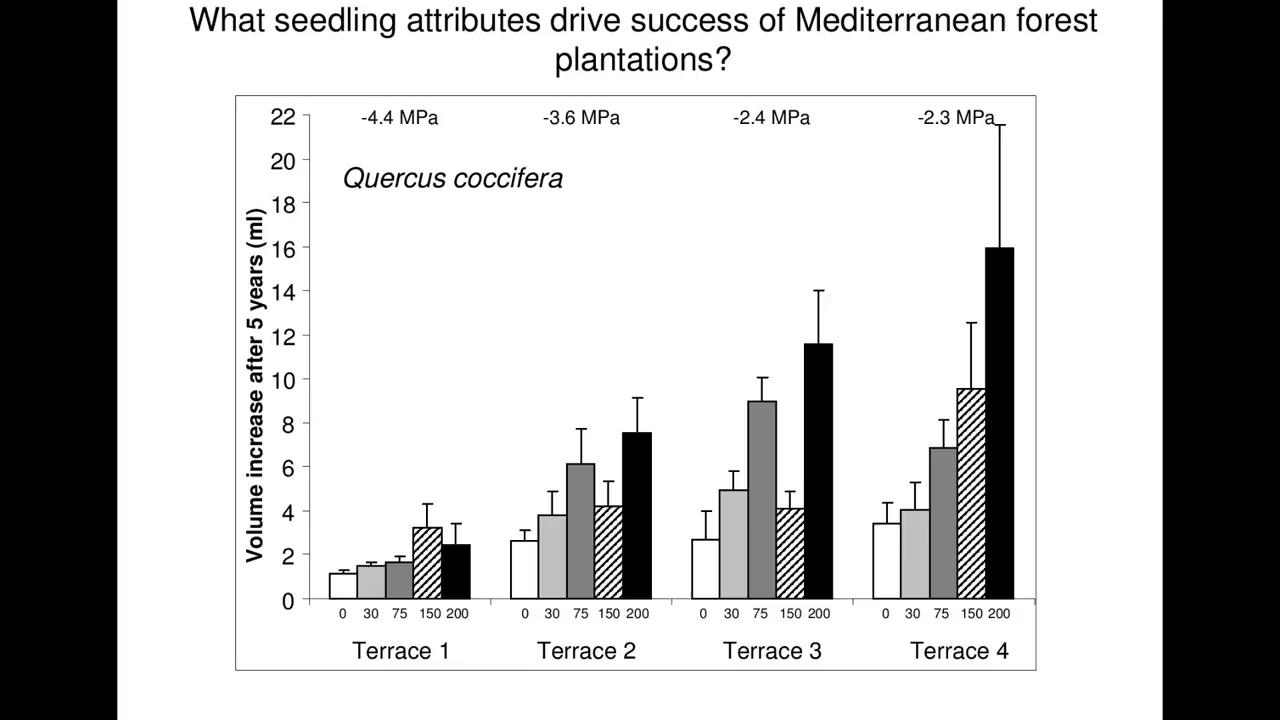 What seedling attributes drive success of Mediterranean forest
plantations?
-4.4 MPa -3.6 MPa -2.4 MPa -2.3 MPa
Quercus coccifera
Volume increase after 5 years (ml)
22
20
18
16
14
12
10
8
6
4
2
0
0 30 75 150 200 0 30 75 150 200 0 30 75 150 200 0 30 75 150 200
Terrace 1 Terrace 2 Terrace 3 Terrace 4